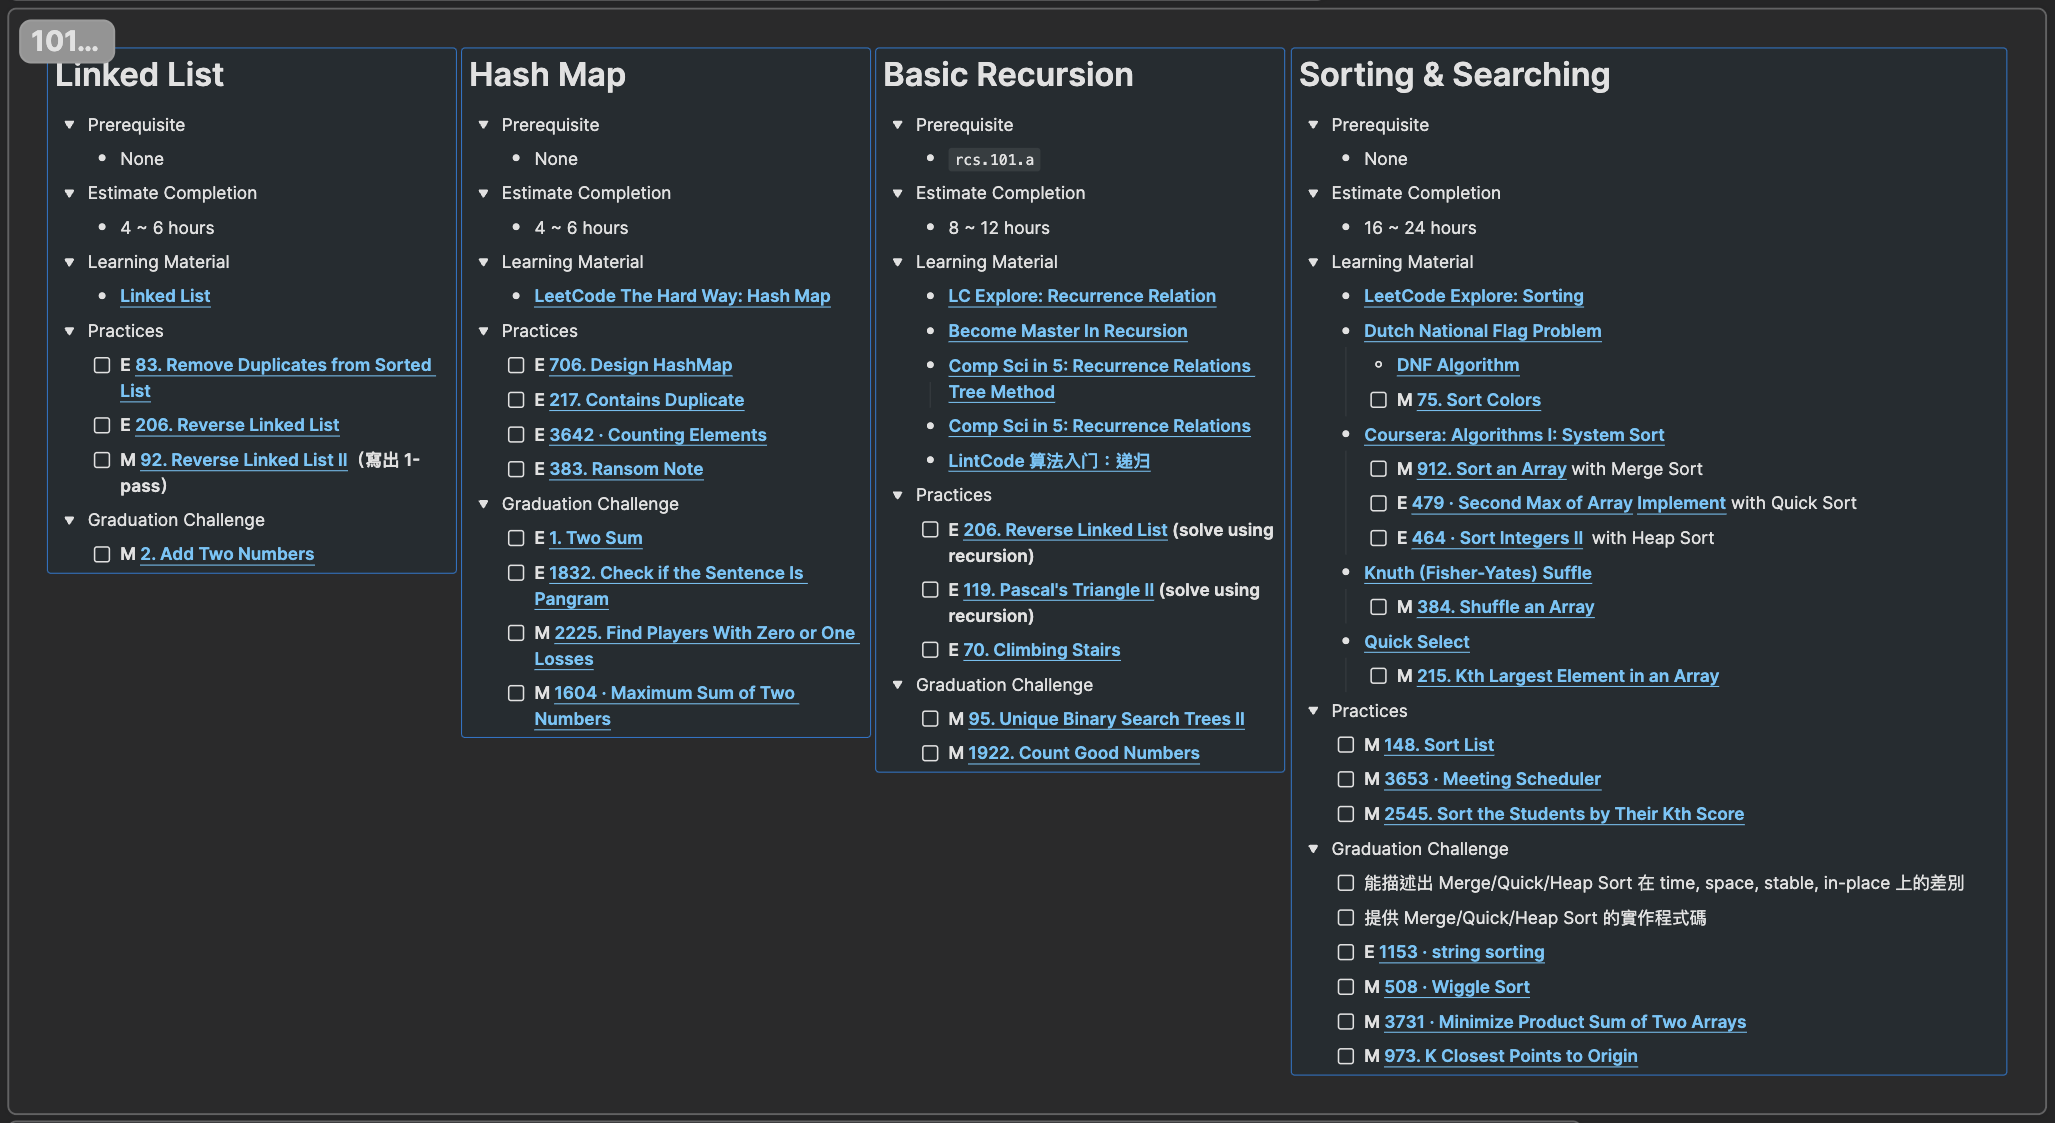 101...
Linked List
Prerequisite
None
Estimate Completion
4 ~ 6 hours
Learning Material
Linked List
Practices
E 83. Remove Duplicates from Sorted
List
E 206. Reverse Linked List
M 92. Reverse Linked List II（寫出 1-
pass）
Graduation Challenge
M 2. Add Two Numbers
Hash Map
Prerequisite
None
Estimate Completion
4 ~ 6 hours
Learning Material
LeetCode The Hard Way: Hash Map
Practices
E 706. Design HashMap
E 217. Contains Duplicate
E 3642 · Counting Elements
E 383. Ransom Note
Graduation Challenge
E 1. Two Sum
E 1832. Check if the Sentence Is
Pangram
M 2225. Find Players With Zero or One
Losses
M 1604 · Maximum Sum of Two
Numbers
Basic Recursion
Prerequisite
rcs.101.a
Estimate Completion
8 ~ 12 hours
Learning Material
LC Explore: Recurrence Relation
Become Master In Recursion
Comp Sci in 5: Recurrence Relations
Tree Method
Comp Sci in 5: Recurrence Relations
LintCode 算法入门：递归
Practices
E 206. Reverse Linked List (solve using
recursion)
E 119. Pascal's Triangle II (solve using
recursion)
E 70. Climbing Stairs
Graduation Challenge
M 95. Unique Binary Search Trees II
M 1922. Count Good Numbers
Sorting & Searching
Prerequisite
None
Estimate Completion
16 ~ 24 hours
Learning Material
LeetCode Explore: Sorting
Dutch National Flag Problem
DNF Algorithm
M 75. Sort Colors
Coursera: Algorithms I: System Sort
M 912. Sort an Array with Merge Sort
E 479 · Second Max of Array Implement with Quick Sort
E 464 · Sort Integers II with Heap Sort
Knuth (Fisher-Yates) Suffle
M 384. Shuffle an Array
Quick Select
M 215. Kth Largest Element in an Array
Practices
M 148. Sort List
M 3653 · Meeting Scheduler
M 2545. Sort the Students by Their Kth Score
Graduation Challenge
能描述出 Merge/Quick/Heap Sort 在 time, space, stable, in-place 上的差別
提供 Merge/Quick/Heap Sort 的實作程式碼
E 1153 · string sorting
M 508 · Wiggle Sort
M 3731 · Minimize Product Sum of Two Arrays
M 973. K Closest Points to Origin